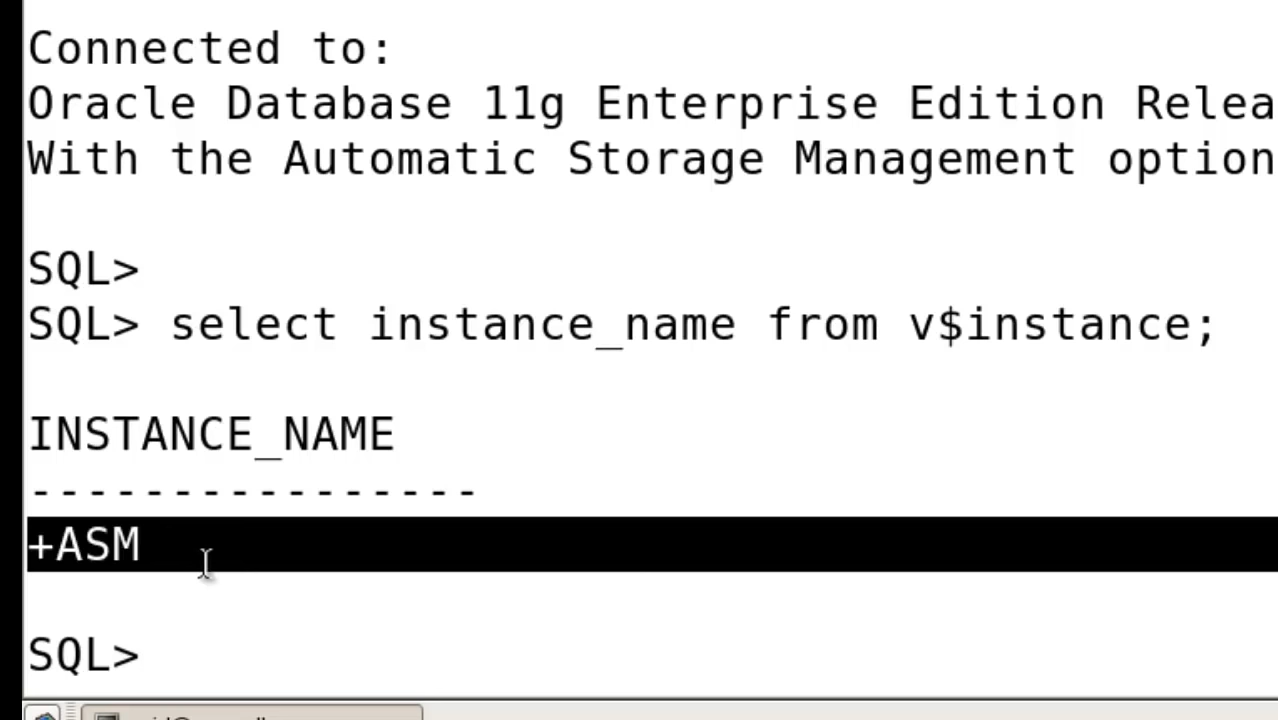 Connected to:
Oracle Database 11g Enterprise Edition Relea
With the Automatic Storage Management option
SQL>
SQL> select instance_name from v$instance;
INSTANCE_NAME
----------------
+ASM
SQL>